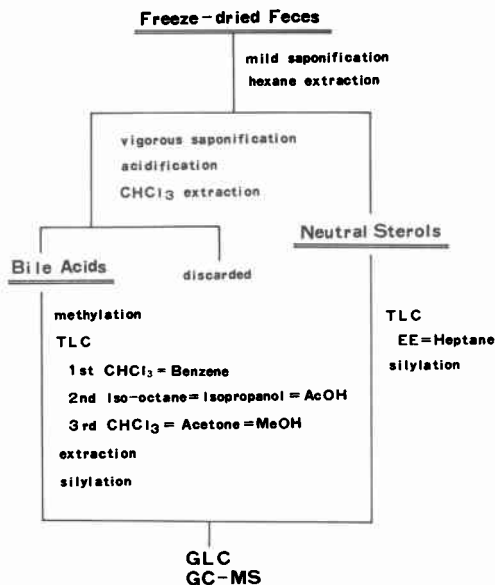 Freeze-dried Feces
mild saponification
hexane extraction
vigorous saponification
acidification
CHCl₃ extraction
Neutral Sterols
Bile Acids
discarded
methylation
TLC
1st CHCl₃ = Benzene
2nd Iso-octane = Isopropanol = AcOH
3rd CHCl₃ = Acetone = MeOH
extraction
silylation
TLC
EE = Heptane
silylation
GLC
GC-MS